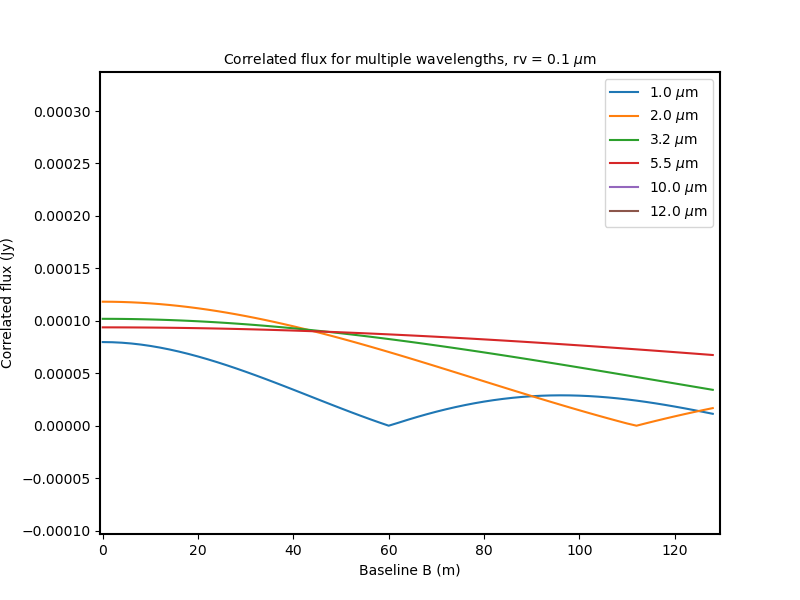 Correlated flux for multiple wavelengths, rv = 0.1 μm
1.0 μm
2.0 μm
3.2 μm
5.5 μm
10.0 μm
12.0 μm
0.00030
0.00025
0.00020
0.00015
0.00010
0.00005
0.00000
−0.00005
−0.00010
Correlated flux (Jy)
0 20 40 60 80 100 120
Baseline B (m)